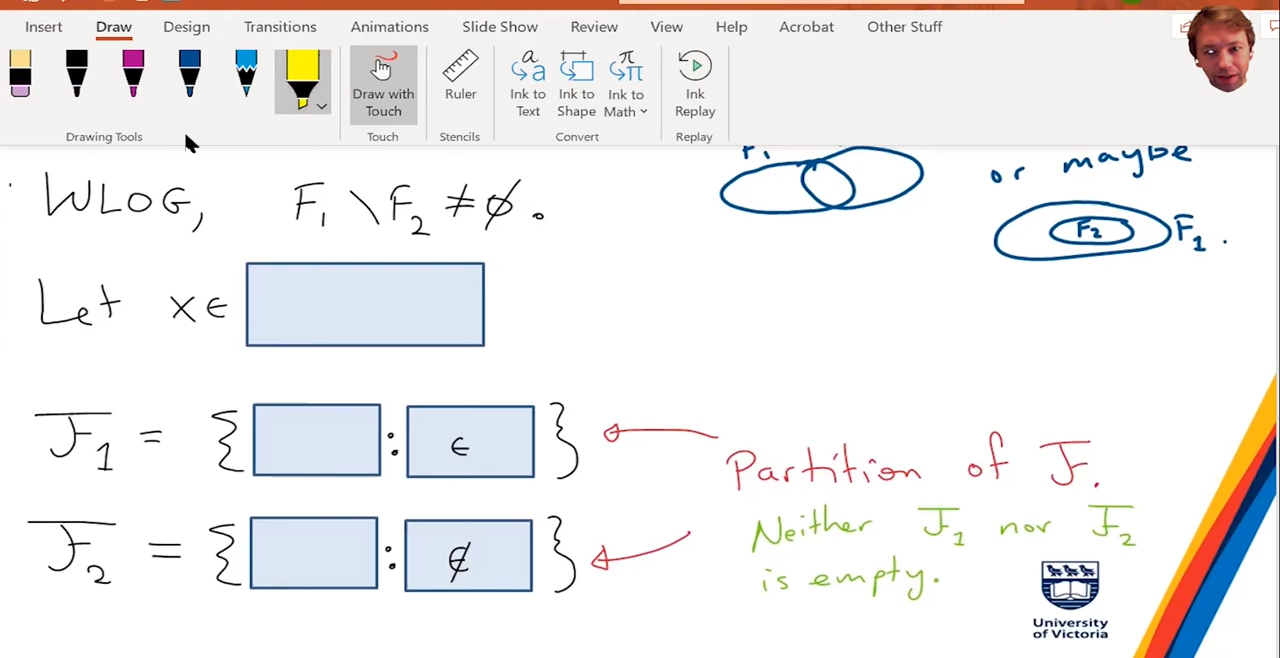 Insert Draw Design Transitions Animations Slide Show Review View Help Acrobat Other Stuff
Draw with Touch
Ruler
Ink to Text
Ink to Shape
Ink to Math
Ink Replay
Drawing Tools Touch Stencils Convert Replay
F₁
or maybe
WLOG, F₁ \ F₂ ≠ ∅.
F₂ F₁.
Let x ∈
F₁ = { : ∈ }
Partition of F.
F₂ = { : ∉ }
Neither F₁ nor F₂
is empty.
University
of Victoria